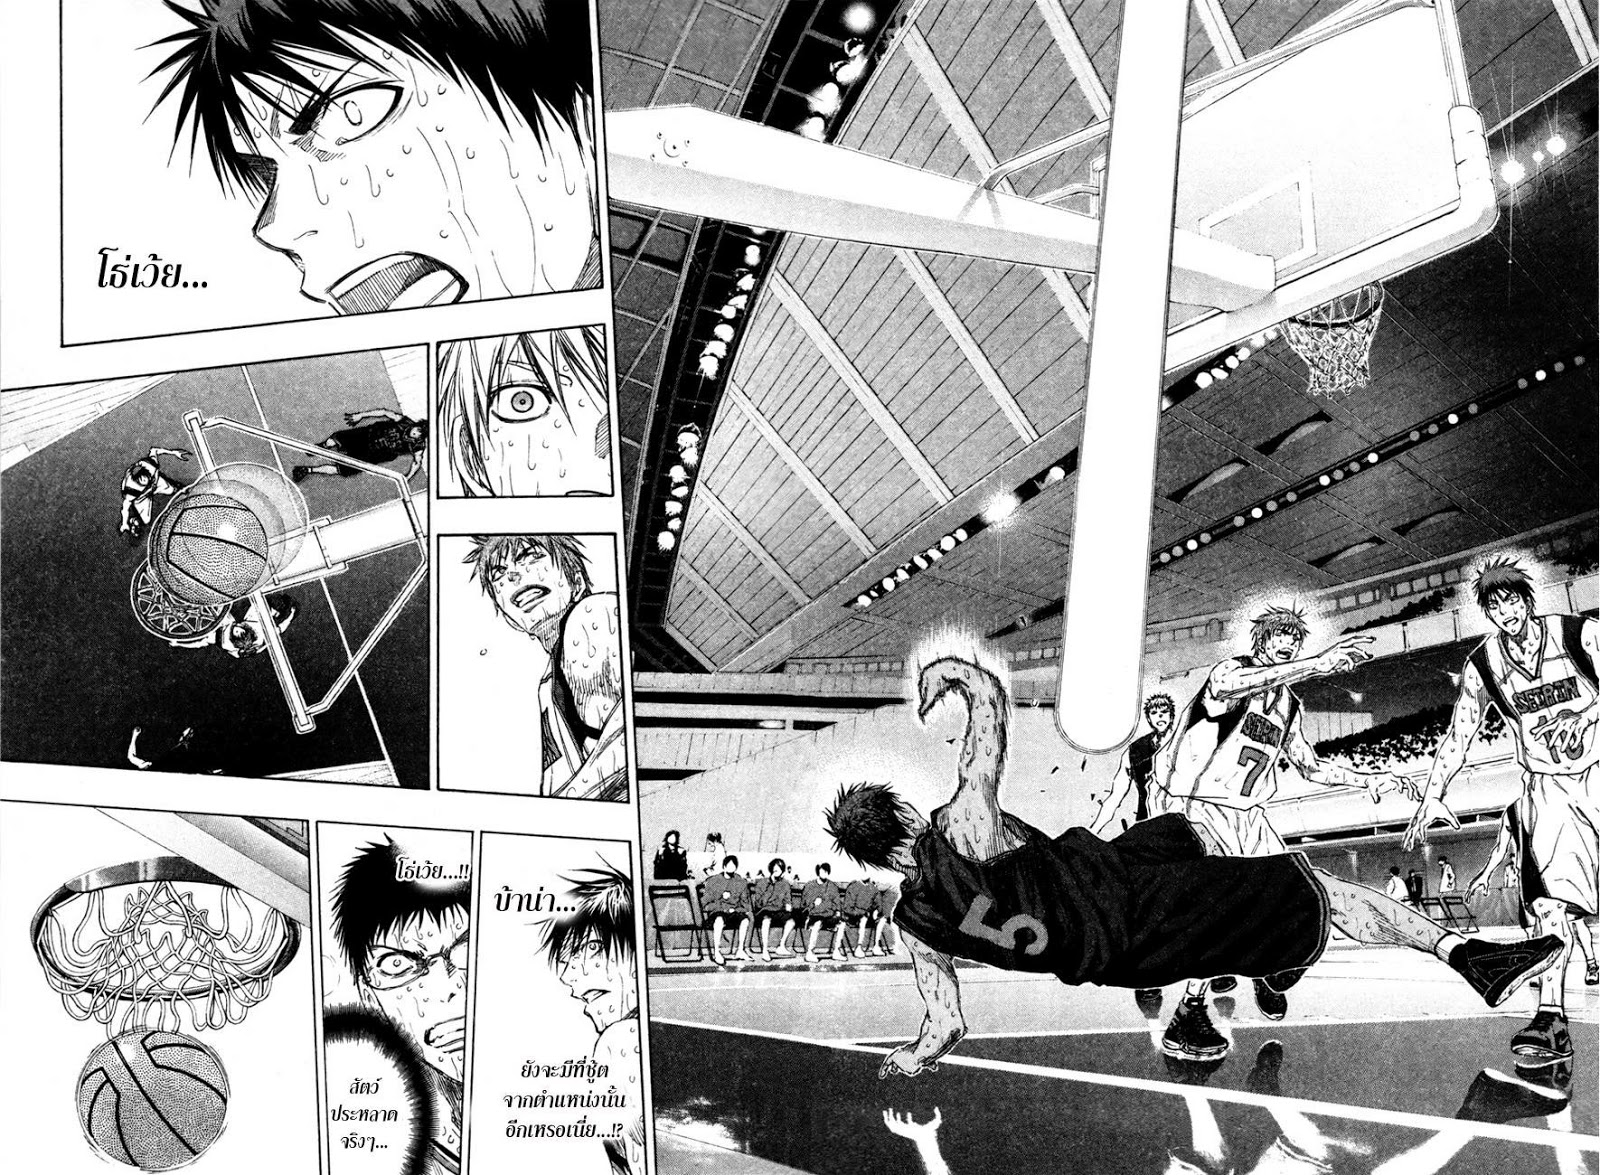 5
SEIRIN
7
SEIRIN
10
โธ่เว้ย...
บ้าน่า...
ยังจะมีที่ชู้ต
จากตำแหน่งนั้น
อีกเหรอเนี่ย...!?
โธ่เว้ย...!!
สัตว์
ประหลาด
จริงๆ...